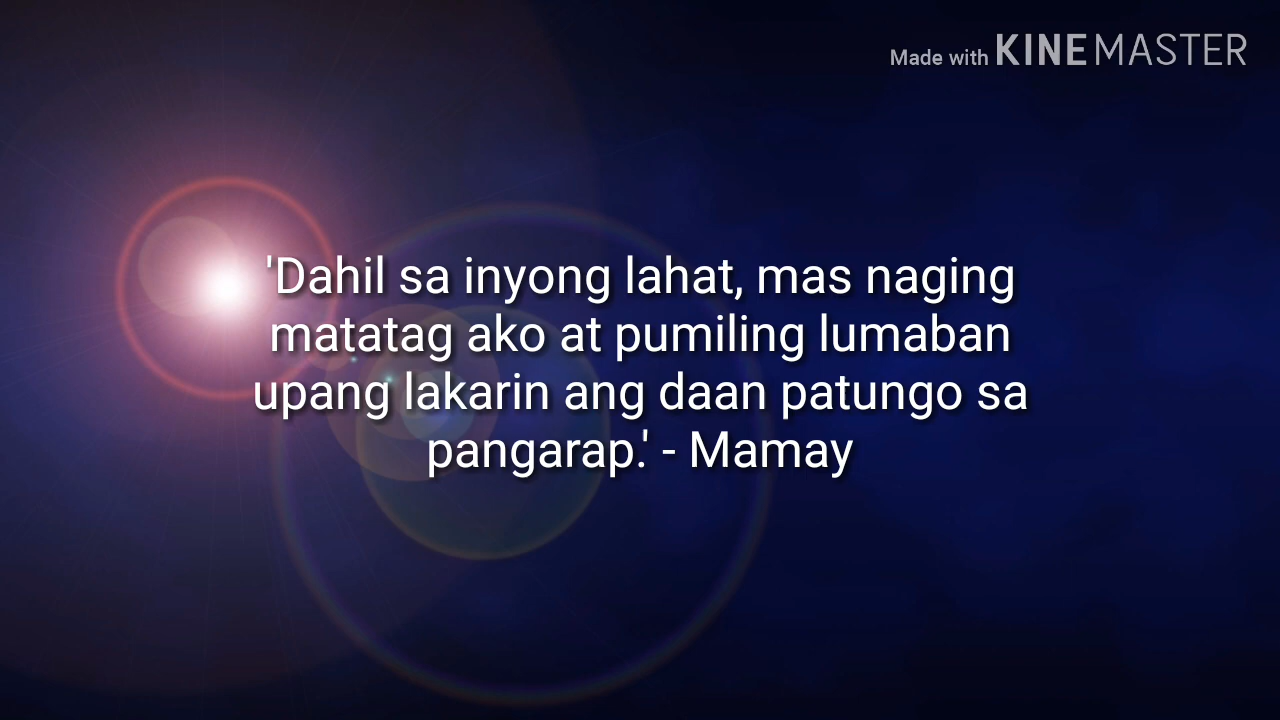 Made with KINEMASTER
'Dahil sa inyong lahat, mas naging
matatag ako at pumiling lumaban
upang lakarin ang daan patungo sa
pangarap.' - Mamay